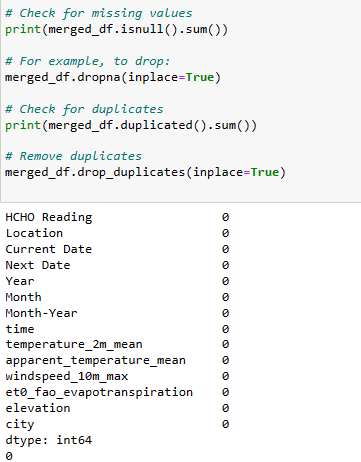 # Check for missing values
print(merged_df.isnull().sum())
# For example, to drop:
merged_df.dropna(inplace=True)
# Check for duplicates
print(merged_df.duplicated().sum())
# Remove duplicates
merged_df.drop_duplicates(inplace=True)
HCHO Reading 0
Location 0
Current Date 0
Next Date 0
Year 0
Month 0
Month-Year 0
time 0
temperature_2m_mean 0
apparent_temperature_mean 0
windspeed_10m_max 0
et0_fao_evapotranspiration 0
elevation 0
city 0
dtype: int64
0